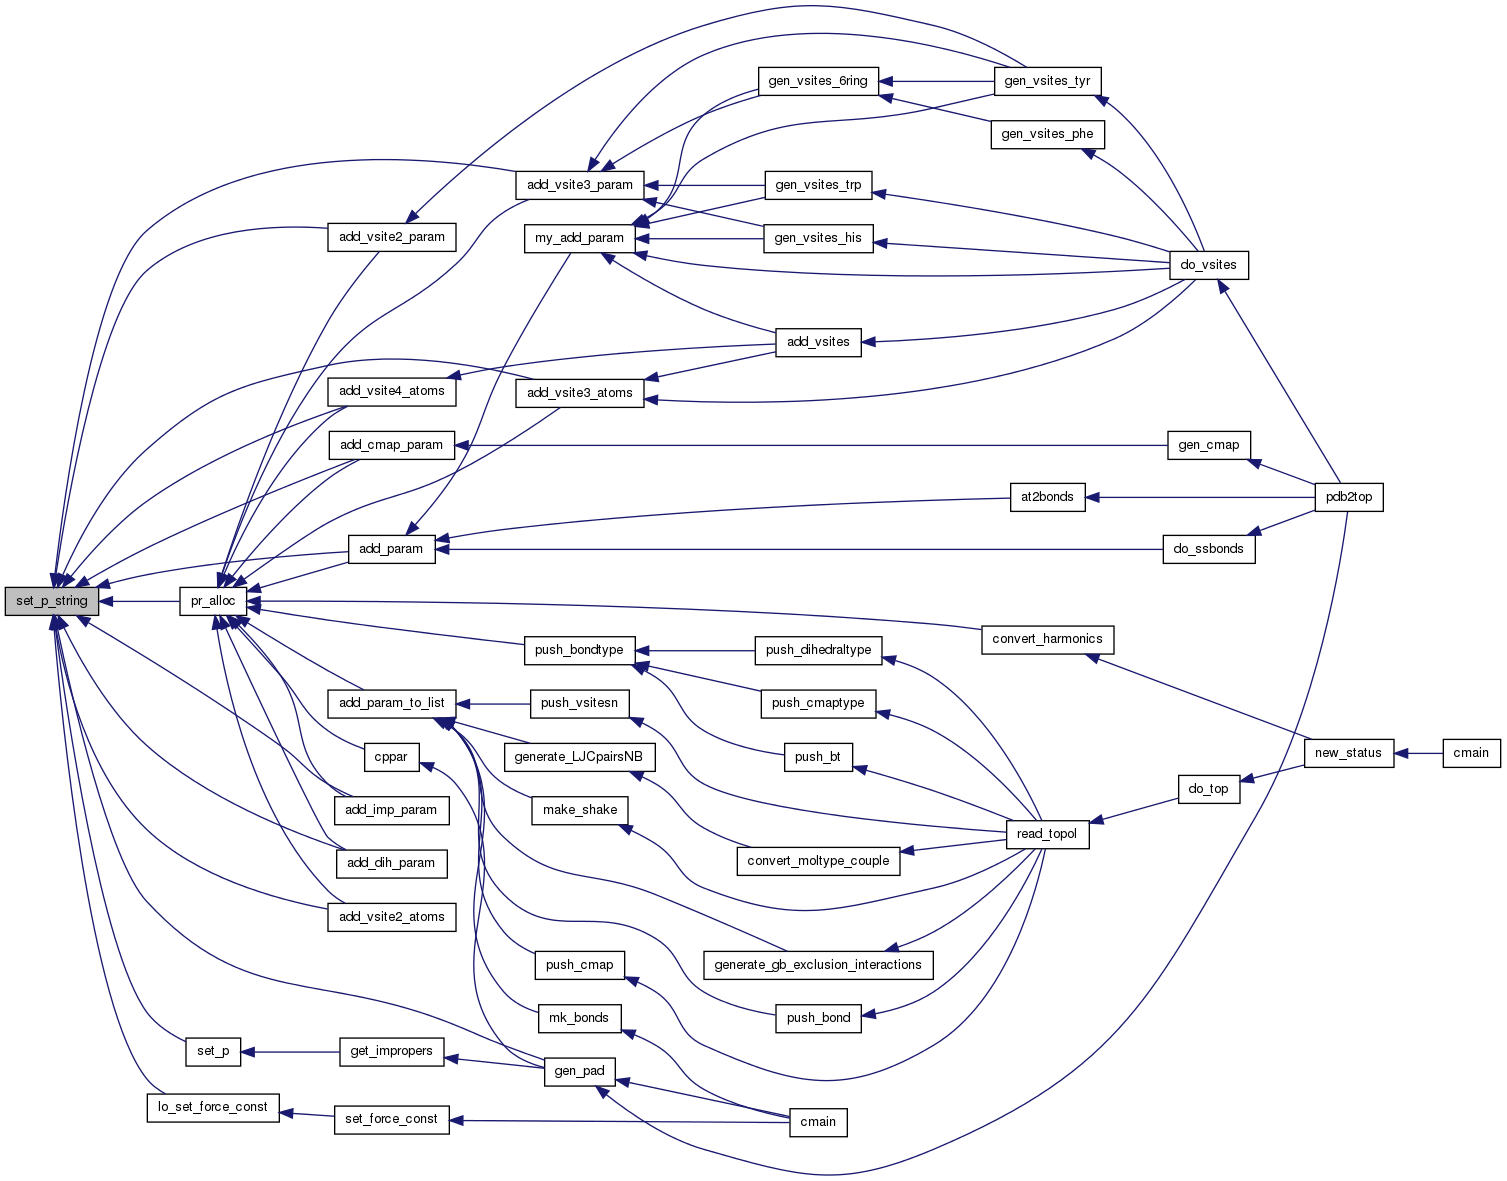 gen_vsites_6ring
gen_vsites_tyr
gen_vsites_phe
add_vsite3_param
gen_vsites_trp
add_vsite2_param
my_add_param
gen_vsites_his
do_vsites
add_vsites
add_vsite4_atoms
add_vsite3_atoms
add_cmap_param
gen_cmap
at2bonds
pdb2top
add_param
do_ssbonds
set_p_string
pr_alloc
convert_harmonics
push_bondtype
push_dihedraltype
add_param_to_list
push_vsitesn
push_cmaptype
cppar
generate_LJCpairsNB
push_bt
new_status
cmain
do_top
add_imp_param
make_shake
read_topol
add_dih_param
convert_moltype_couple
add_vsite2_atoms
push_cmap
generate_gb_exclusion_interactions
mk_bonds
push_bond
set_p
get_impropers
gen_pad
lo_set_force_const
set_force_const
cmain